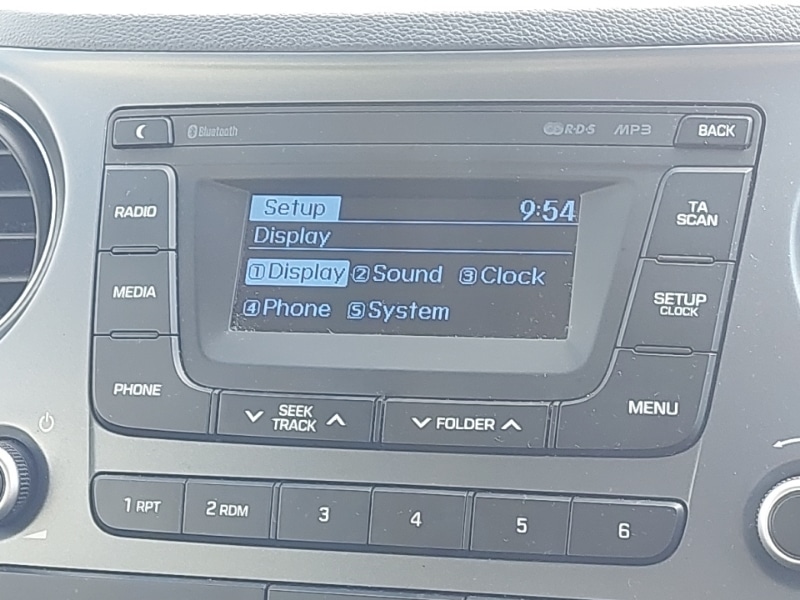 Bluetooth R·D·S MP3 BACK
RADIO
MEDIA
PHONE
Setup 9:54
Display
①Display ②Sound ③Clock
④Phone ⑤System
TA
SCAN
SETUP
CLOCK
MENU
SEEK
TRACK
FOLDER
1 RPT 2 RDM 3 4 5 6